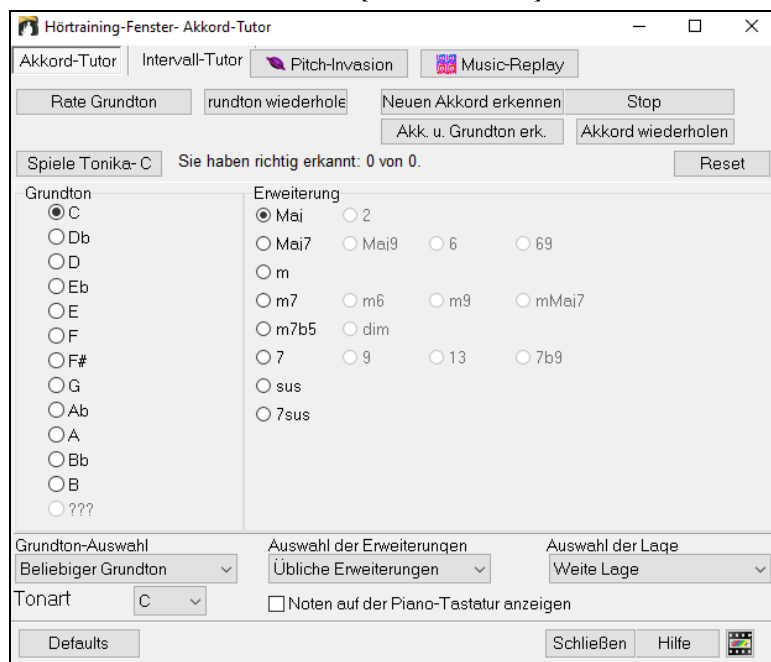 Hörtraining-Fenster- Akkord-Tutor
Akkord-Tutor Intervall-Tutor Pitch-Invasion Music-Replay
Rate Grundton rundton wiederhole Neuen Akkord erkennen Stop
Akk. u. Grundton erk. Akkord wiederholen
Spiele Tonika- C Sie haben richtig erkannt: 0 von 0. Reset
Grundton Erweiterung
C Maj 2
Db Maj7 Maj9 6 69
D m
Eb m7 m6 m9 mMaj7
E m7b5 dim
F 7 9 13 7b9
F# sus
G 7sus
Ab
A
Bb
B
???
Grundton-Auswahl Auswahl der Erweiterungen Auswahl der Lage
Beliebiger Grundton Übliche Erweiterungen Weite Lage
Tonart C Noten auf der Piano-Tastatur anzeigen
Defaults Schließen Hilfe